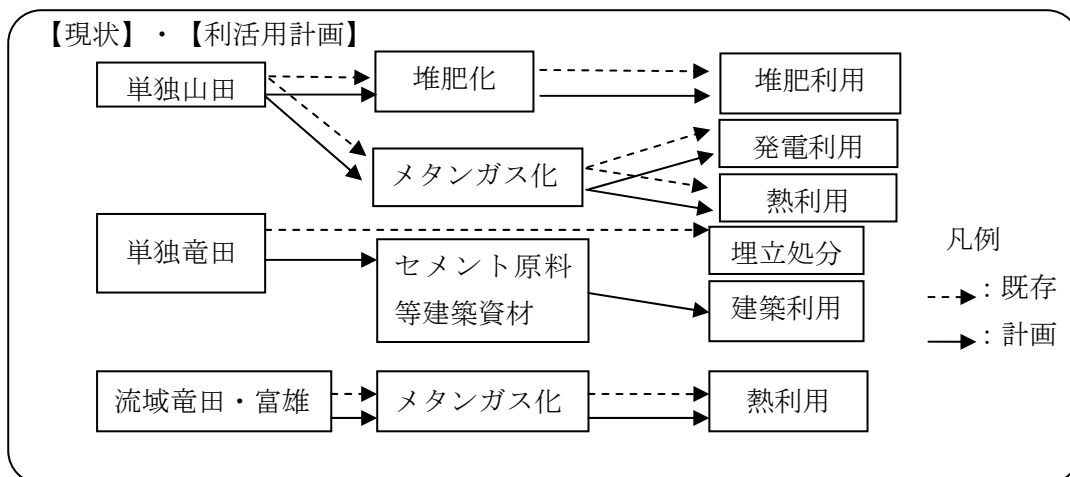 【現状】・【利活用計画】
単独山田
堆肥化
堆肥利用
メタンガス化
発電利用
熱利用
単独竜田
セメント原料
等建築資材
埋立処分
建築利用
凡例
：既存
：計画
流域竜田・富雄
メタンガス化
熱利用